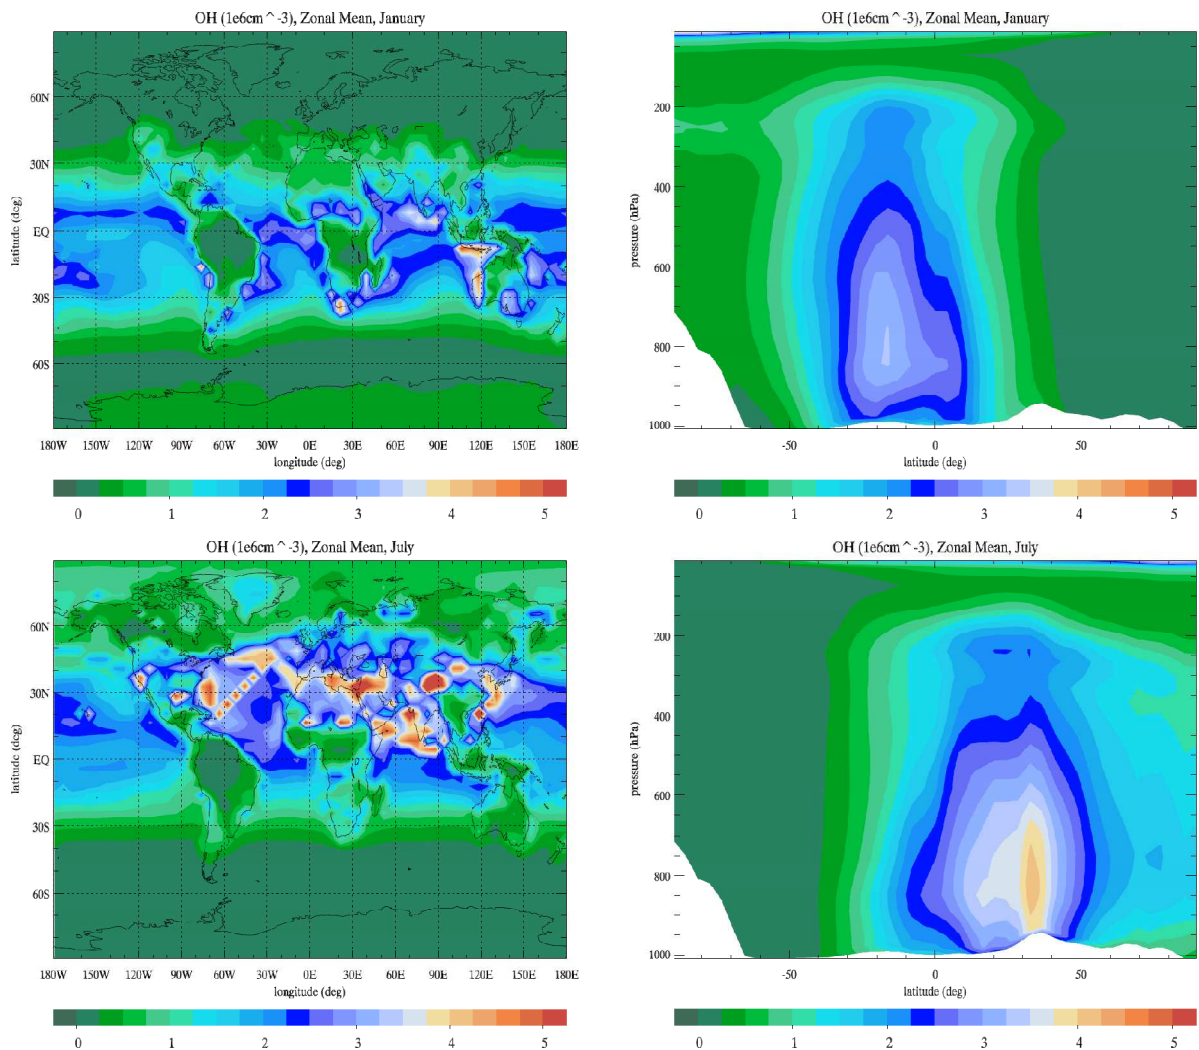 OH (1e6cm^-3), Zonal Mean, January
latitude (deg)
60N
30N
EQ
30S
60S
180W 150W 120W 90W 60W 30W 0E 30E 60E 90E 120E 150E 180E
longitude (deg)
0 1 2 3 4 5
OH (1e6cm^-3), Zonal Mean, January
pressure (hPa)
200
400
600
800
1000
-50 0 50
latitude (deg)
0 1 2 3 4 5
OH (1e6cm^-3), Zonal Mean, July
latitude (deg)
60N
30N
EQ
30S
60S
180W 150W 120W 90W 60W 30W 0E 30E 60E 90E 120E 150E 180E
longitude (deg)
0 1 2 3 4 5
OH (1e6cm^-3), Zonal Mean, July
pressure (hPa)
200
400
600
800
1000
-50 0 50
latitude (deg)
0 1 2 3 4 5